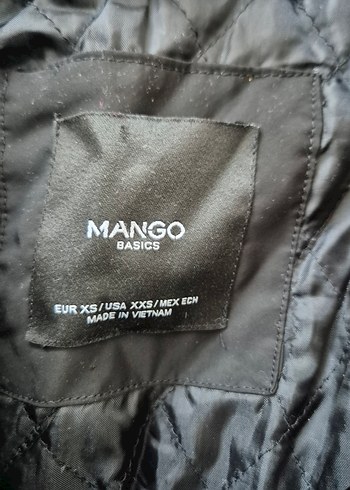 MANGO
BASICS
EUR XS/USA XXS/MEX ECH
MADE IN VIETNAM